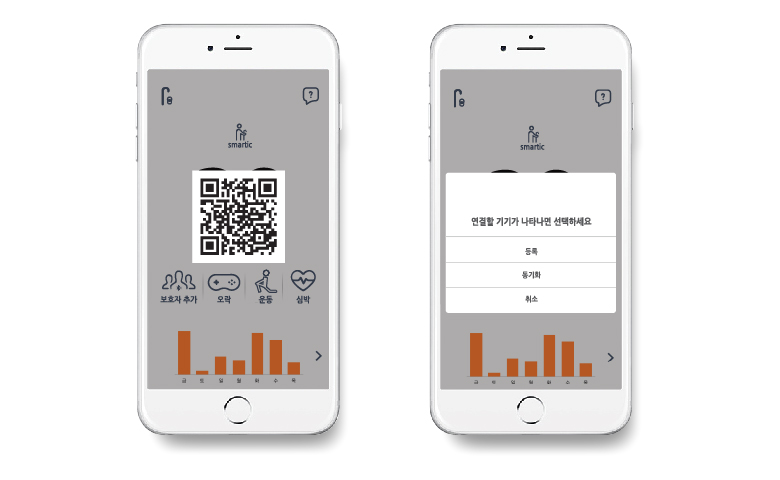 ?
smartic
보호자 추가
오락
운동
심박
금 토 일 월 화 수 목
?
smartic
연결할 기기가 나타나면 선택하세요
등록
동기화
취소
금 토 일 월 화 수 목